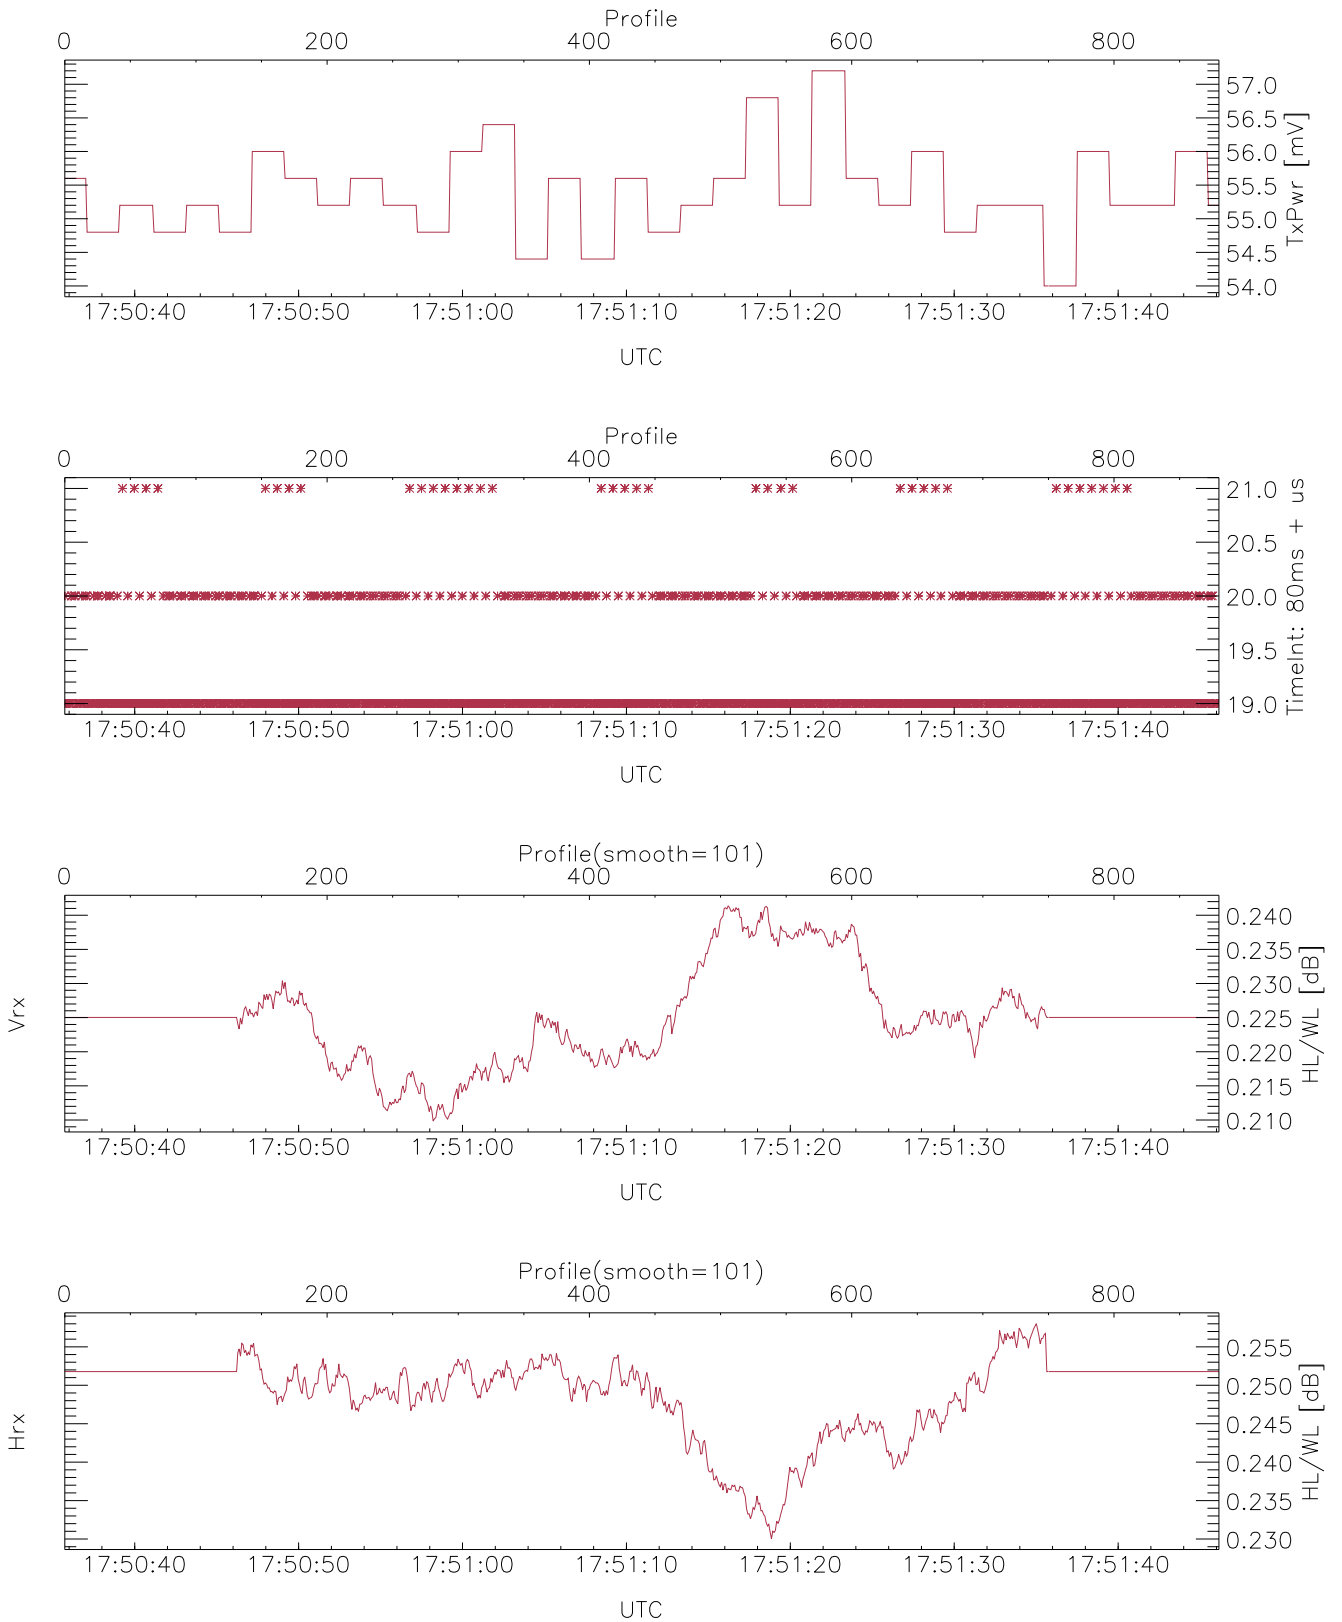 Profile
0 200 400 600 800
57.0
56.5
56.0
55.5
55.0
54.5
54.0
TxPwr [mV]
17:50:40 17:50:50 17:51:00 17:51:10 17:51:20 17:51:30 17:51:40
UTC
Profile
0 200 400 600 800
21.0
20.5
20.0
19.5
19.0
TimeInt: 80ms + us
17:50:40 17:50:50 17:51:00 17:51:10 17:51:20 17:51:30 17:51:40
UTC
Profile(smooth=101)
0 200 400 600 800
Vrx
0.240
0.235
0.230
0.225
0.220
0.215
0.210
HL/WL [dB]
17:50:40 17:50:50 17:51:00 17:51:10 17:51:20 17:51:30 17:51:40
UTC
Profile(smooth=101)
0 200 400 600 800
Hrx
0.255
0.250
0.245
0.240
0.235
0.230
HL/WL [dB]
17:50:40 17:50:50 17:51:00 17:51:10 17:51:20 17:51:30 17:51:40
UTC